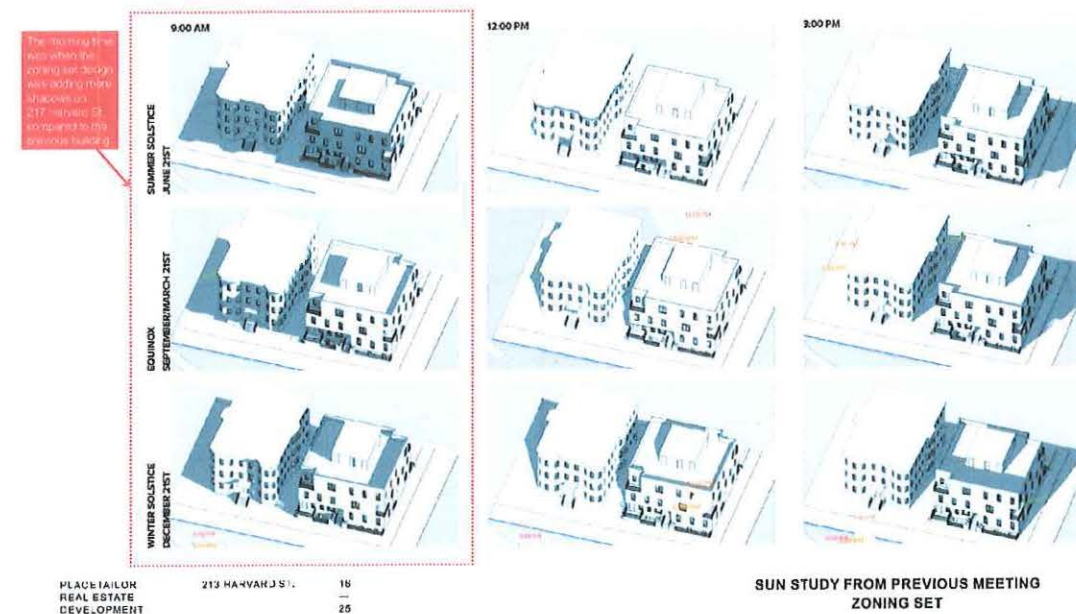 The morning time
was when the
zoning set design
was adding more
shadows on
217 Harvard St.
compared to the
previous building
9:00 AM
12:00 PM
3:00 PM
SUMMER SOLSTICE
JUNE 21ST
EQUINOX
SEPTEMBER/MARCH 21ST
WINTER SOLSTICE
DECEMBER 21ST
PLACETAILOR
REAL ESTATE
DEVELOPMENT
213 HARVARD ST.
16
—
25
SUN STUDY FROM PREVIOUS MEETING
ZONING SET